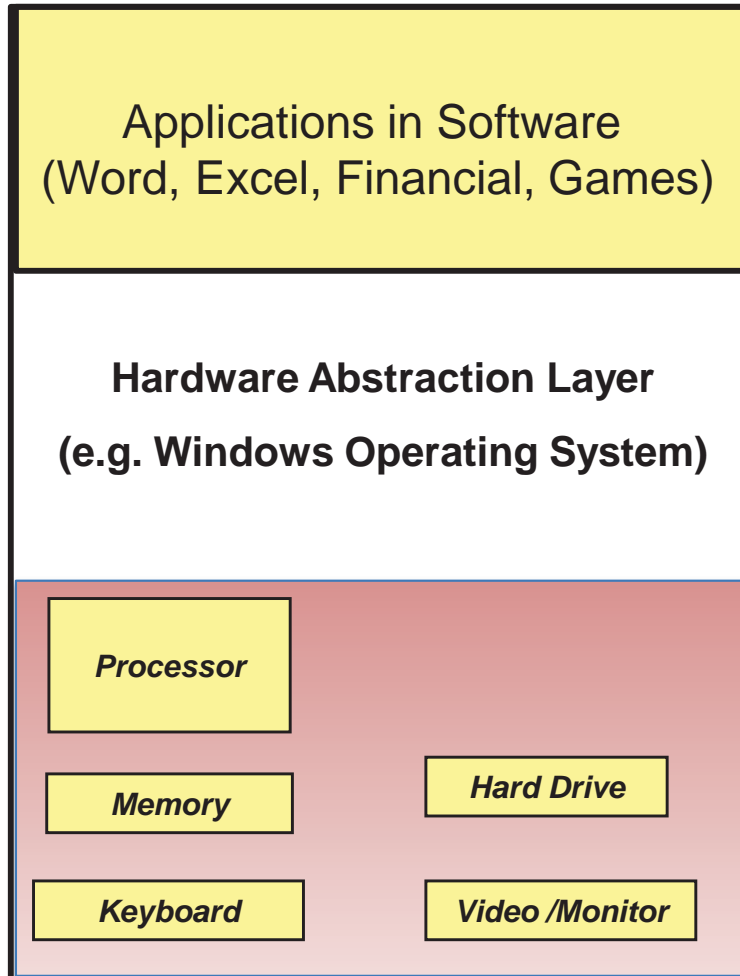 Applications in Software
(Word, Excel, Financial, Games)
Hardware Abstraction Layer
(e.g. Windows Operating System)
Processor
Memory
Hard Drive
Keyboard
Video /Monitor